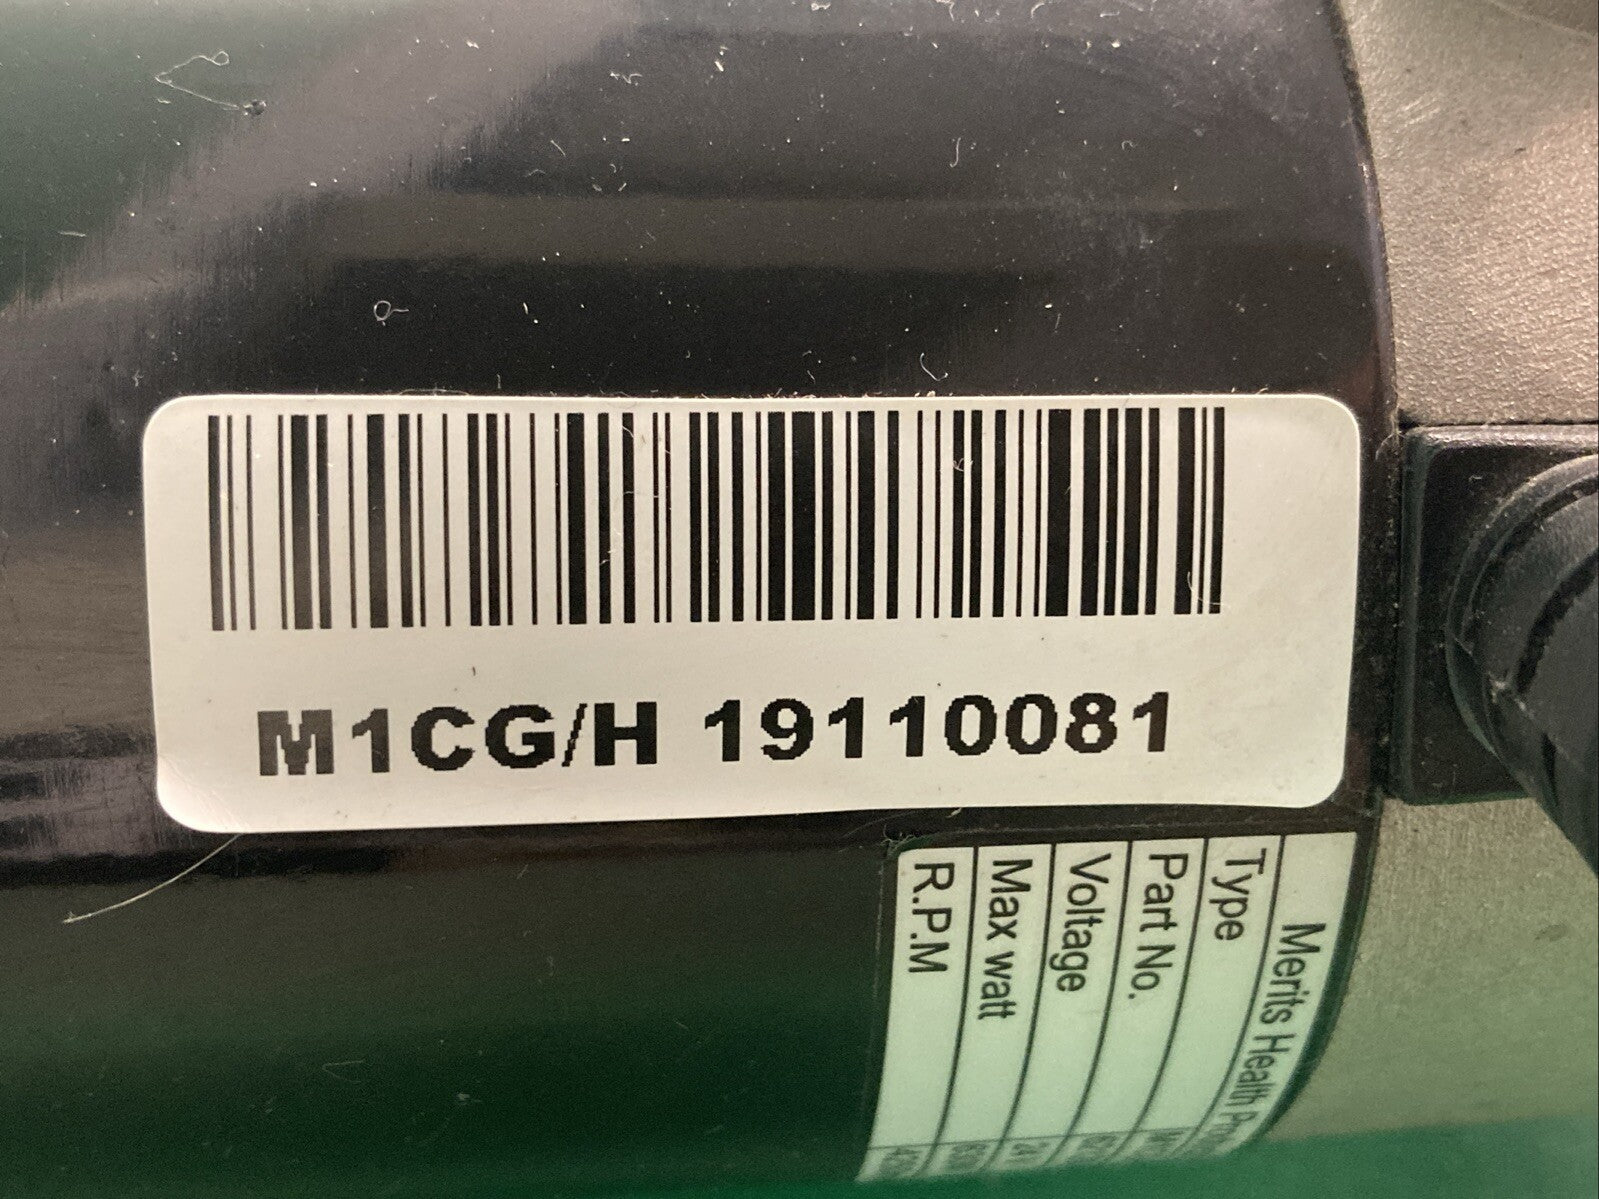 M1CG/H 19110081
Merits Health
Type
Part No.
Voltage
Max watt
R.P.M